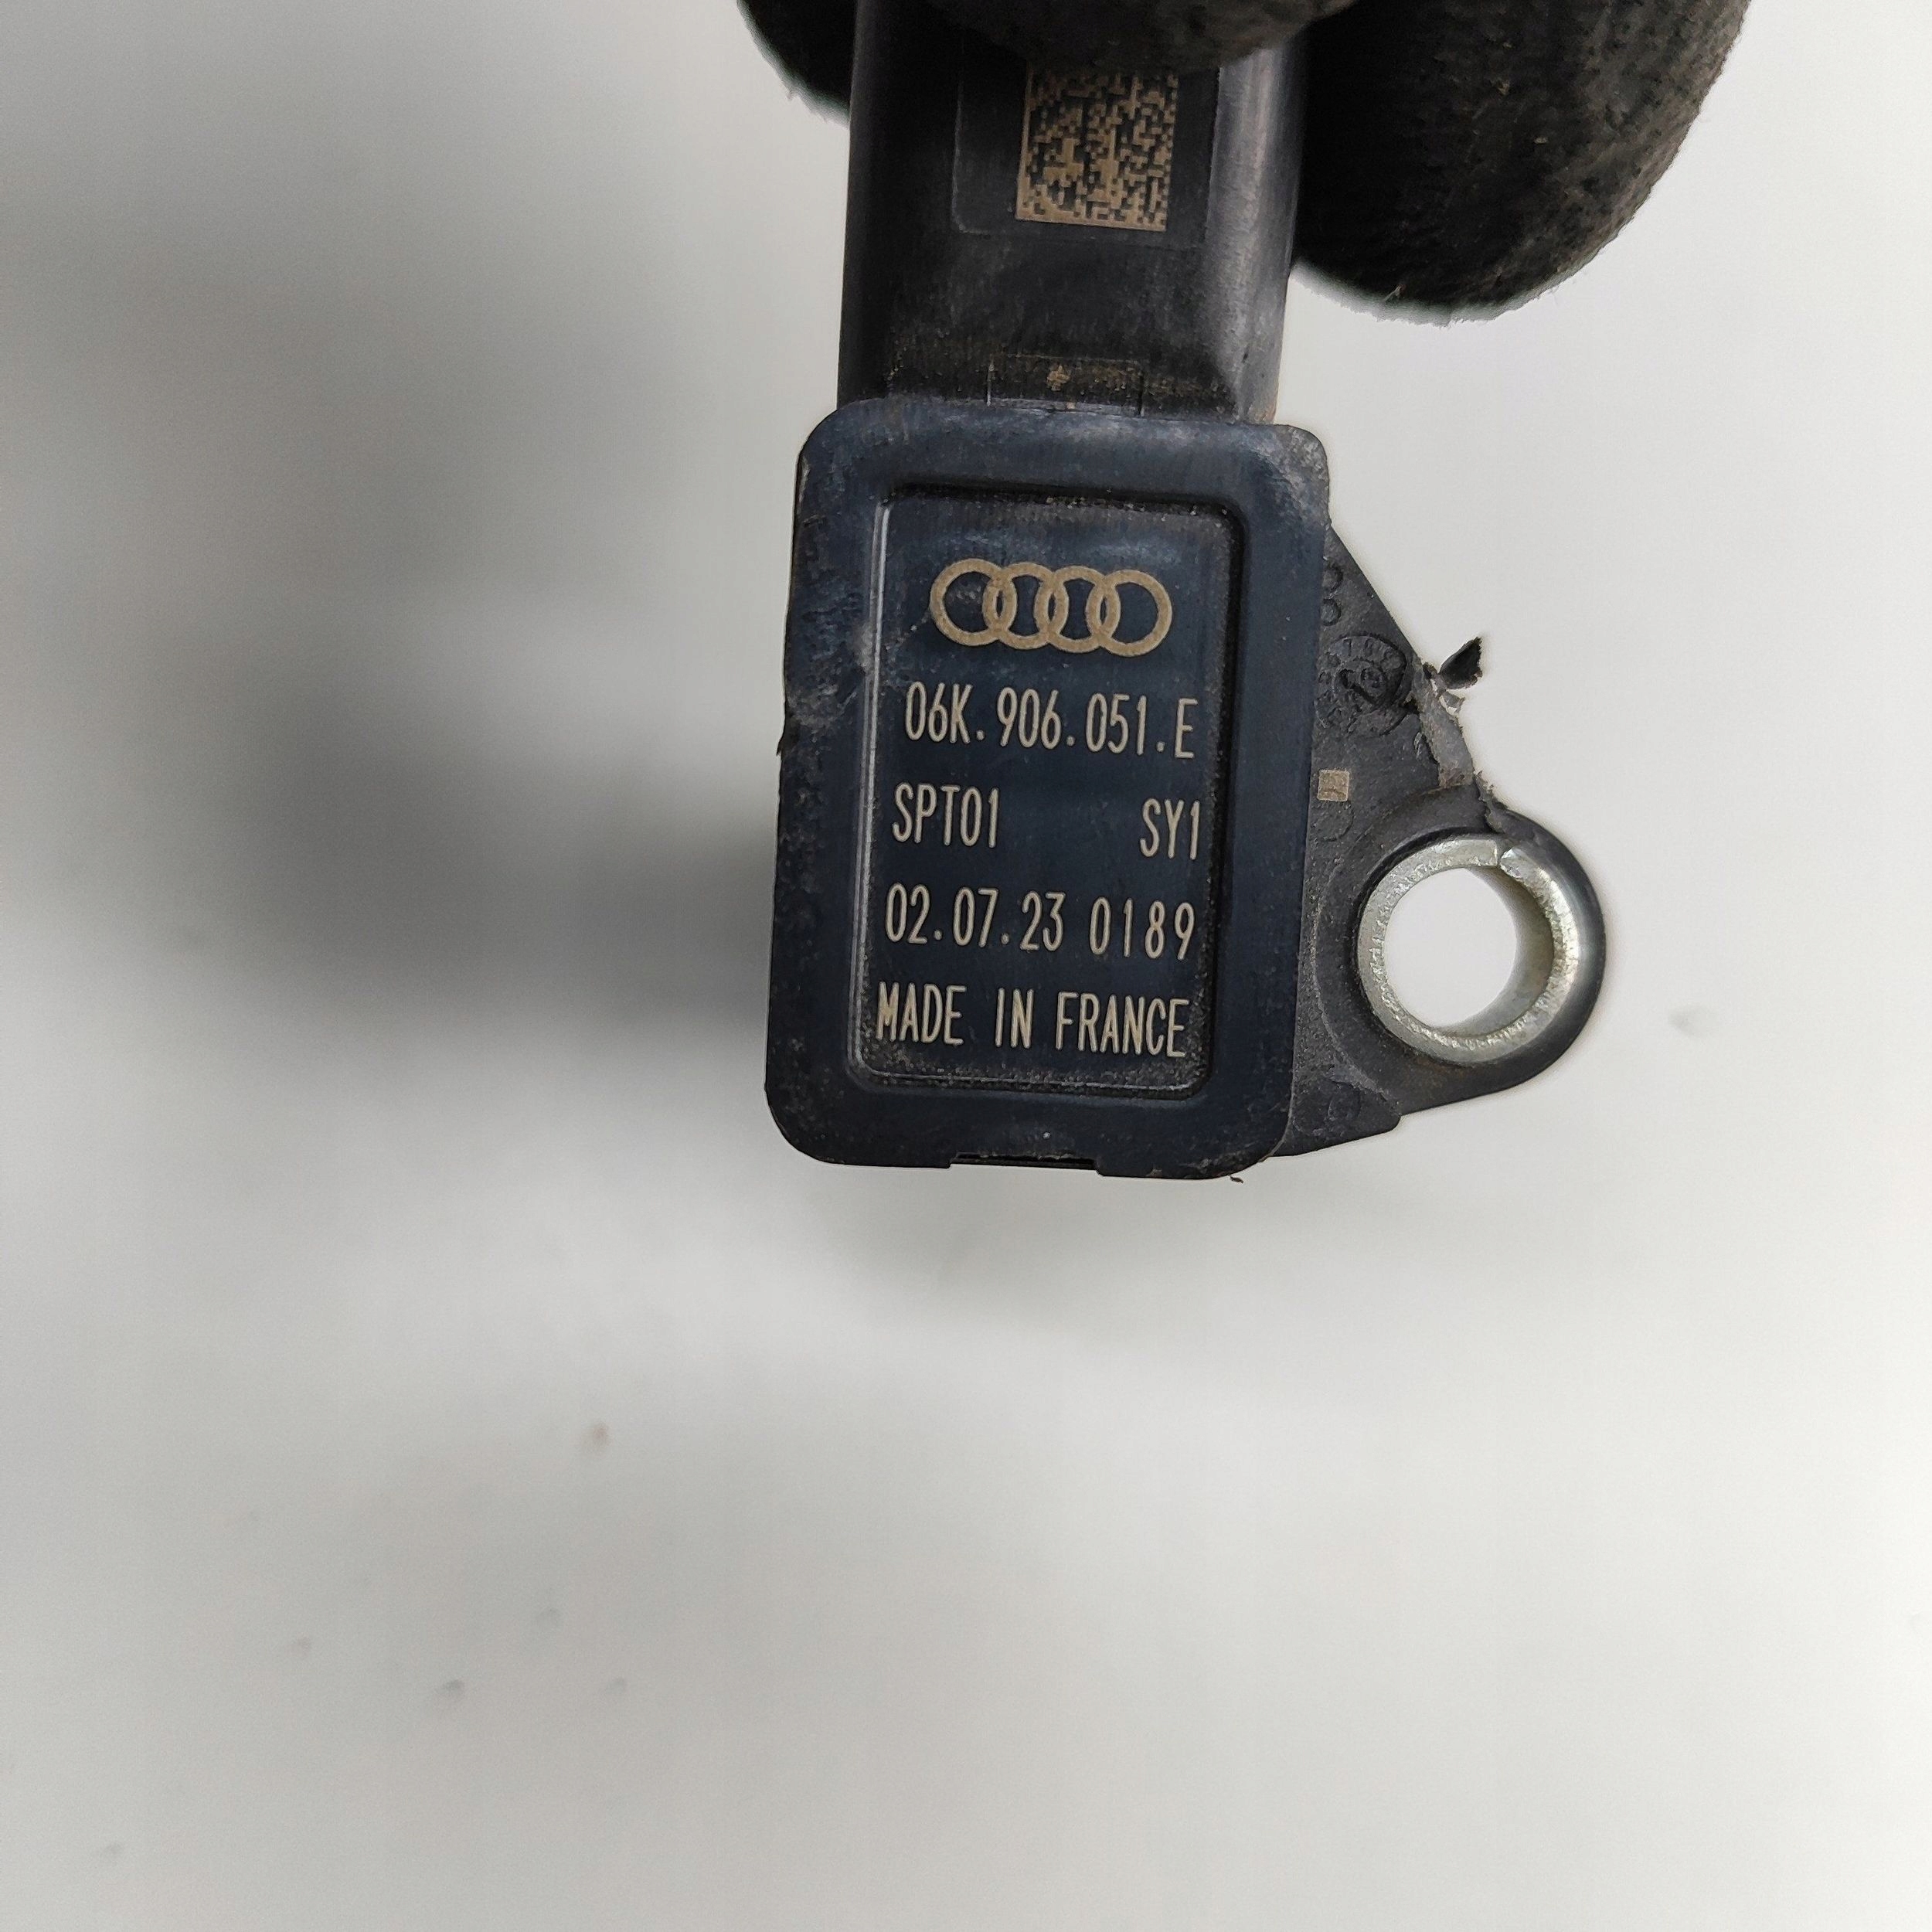 06K.906.051.E
SPT01 SY1
02.07.23 0189
MADE IN FRANCE